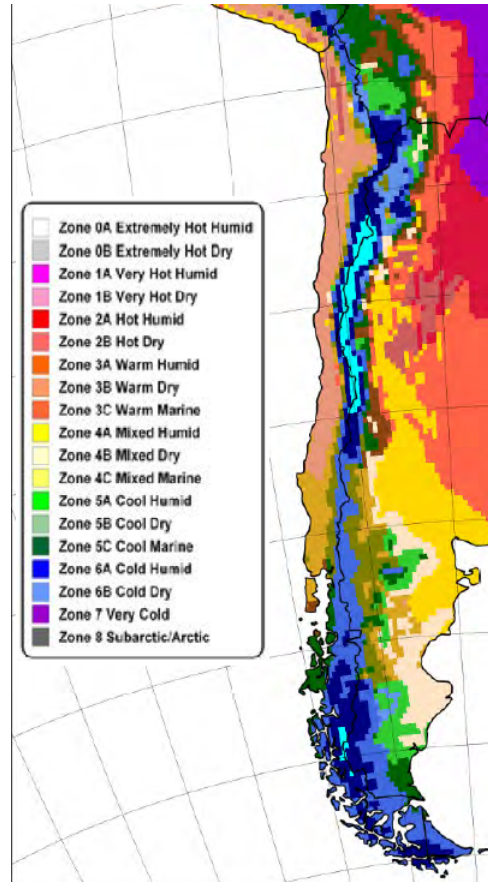 Zone 0A Extremely Hot Humid
Zone 0B Extremely Hot Dry
Zone 1A Very Hot Humid
Zone 1B Very Hot Dry
Zone 2A Hot Humid
Zone 2B Hot Dry
Zone 3A Warm Humid
Zone 3B Warm Dry
Zone 3C Warm Marine
Zone 4A Mixed Humid
Zone 4B Mixed Dry
Zone 4C Mixed Marine
Zone 5A Cool Humid
Zone 5B Cool Dry
Zone 5C Cool Marine
Zone 6A Cold Humid
Zone 6B Cold Dry
Zone 7 Very Cold
Zone 8 Subarctic/Arctic